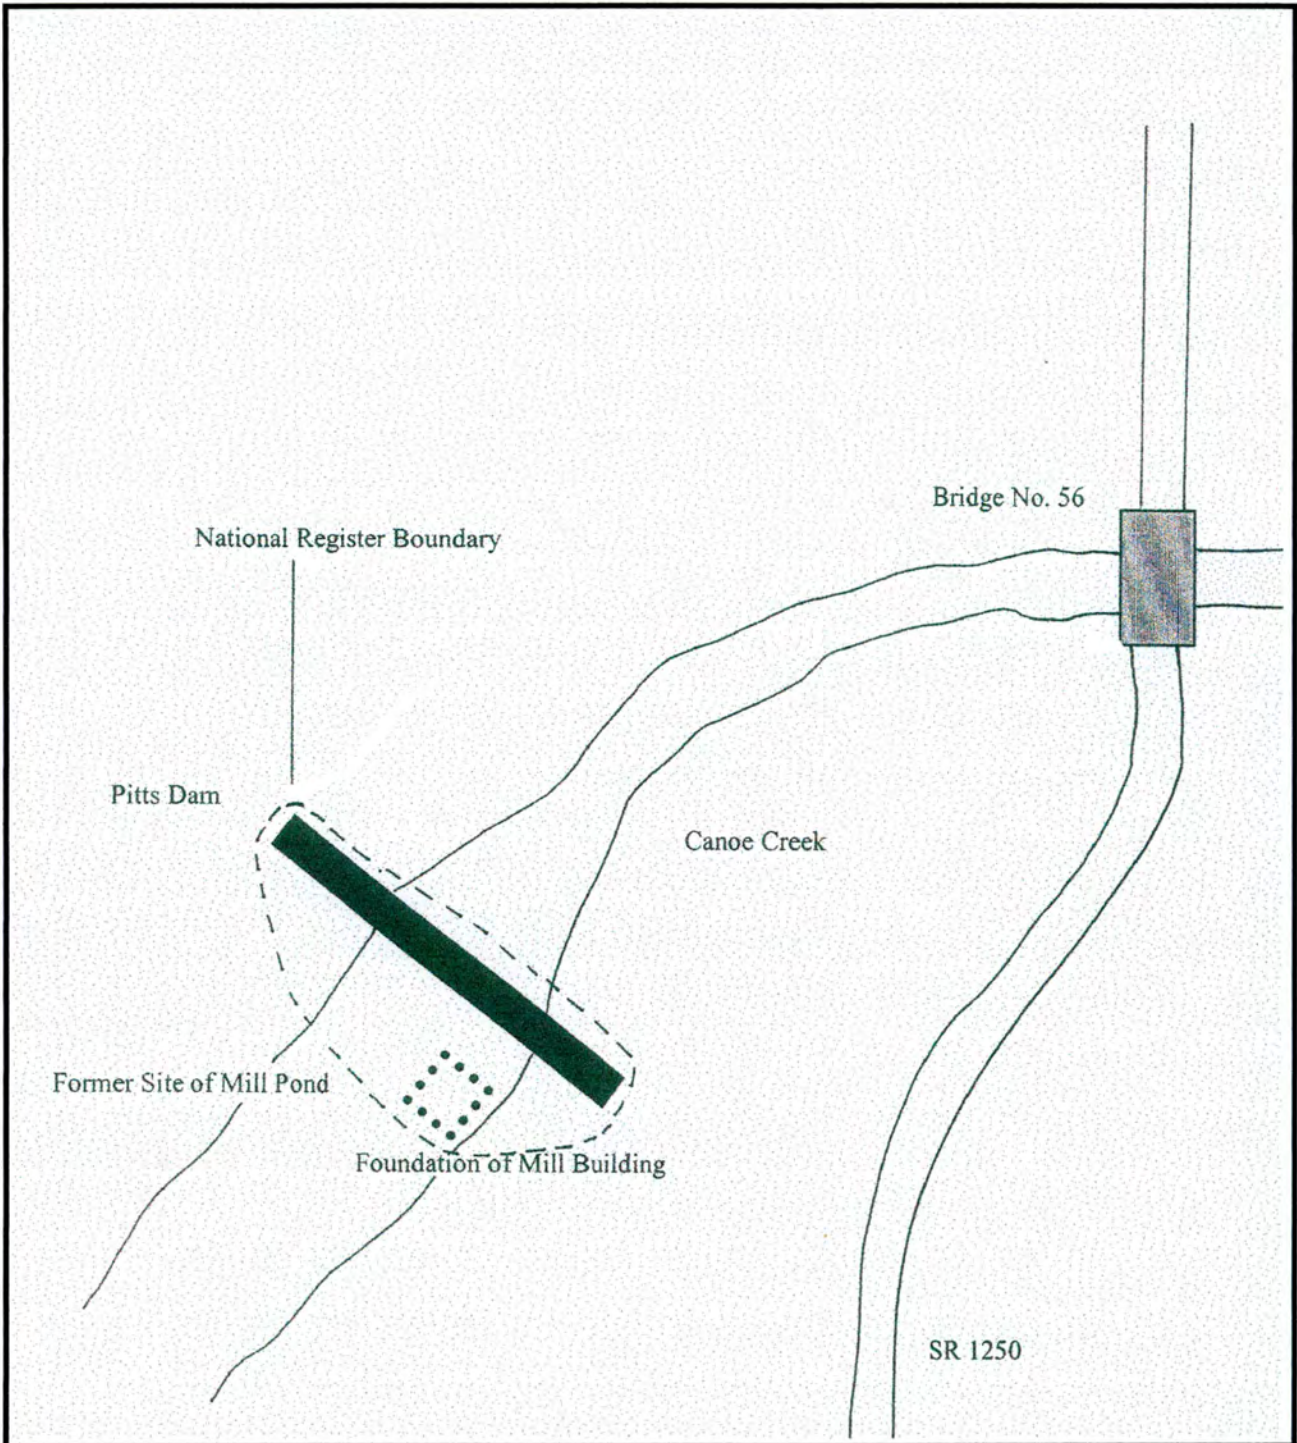 Bridge No. 56
National Register Boundary
Pitts Dam
Canoe Creek
Former Site of Mill Pond
Foundation of Mill Building
SR 1250